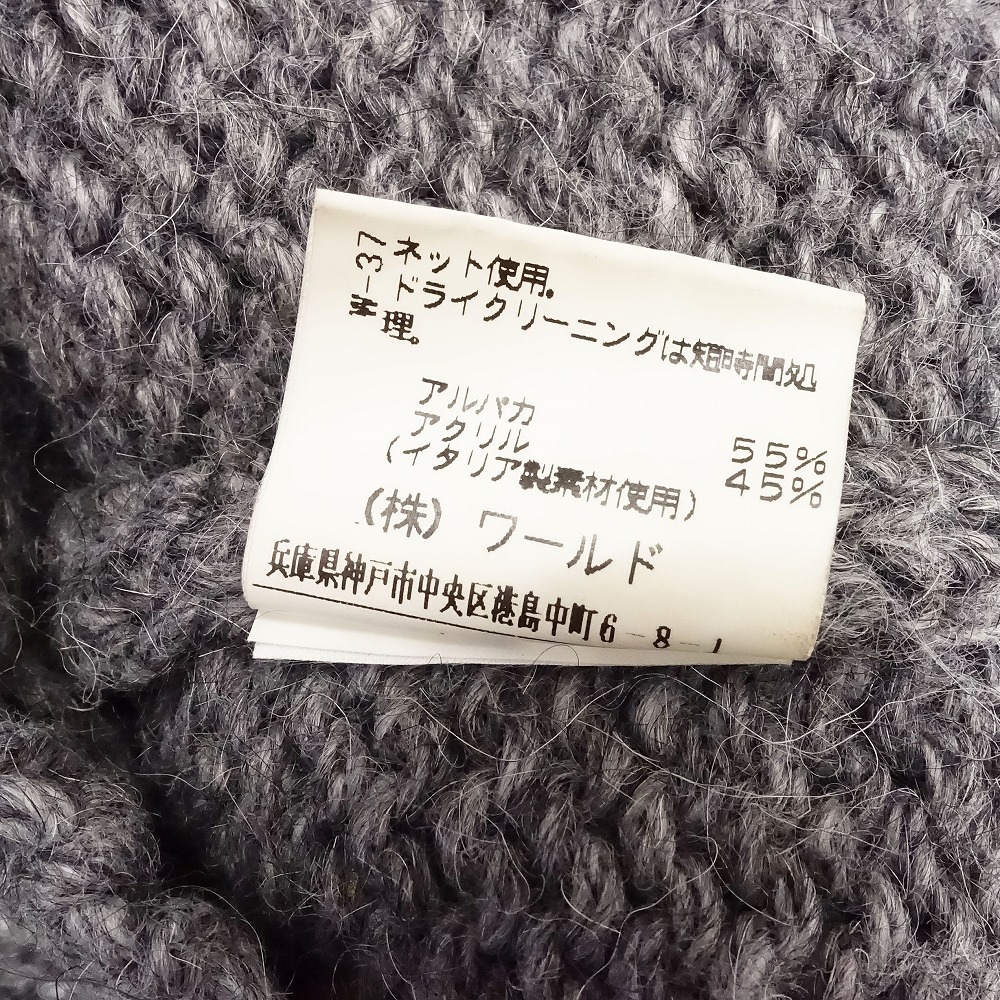 ネット使用。
ドライクリーニングは短時間処
理。
アルパカ 55%
アクリル 45%
(イタリア製素材使用)
(株) ワールド
兵庫県神戸市中央区港島中町6-8-1